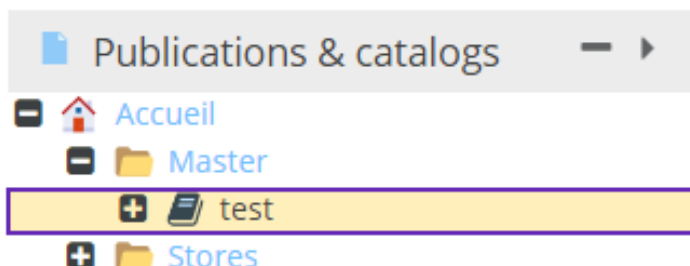 Publications & catalogs
Accueil
Master
test
Stores